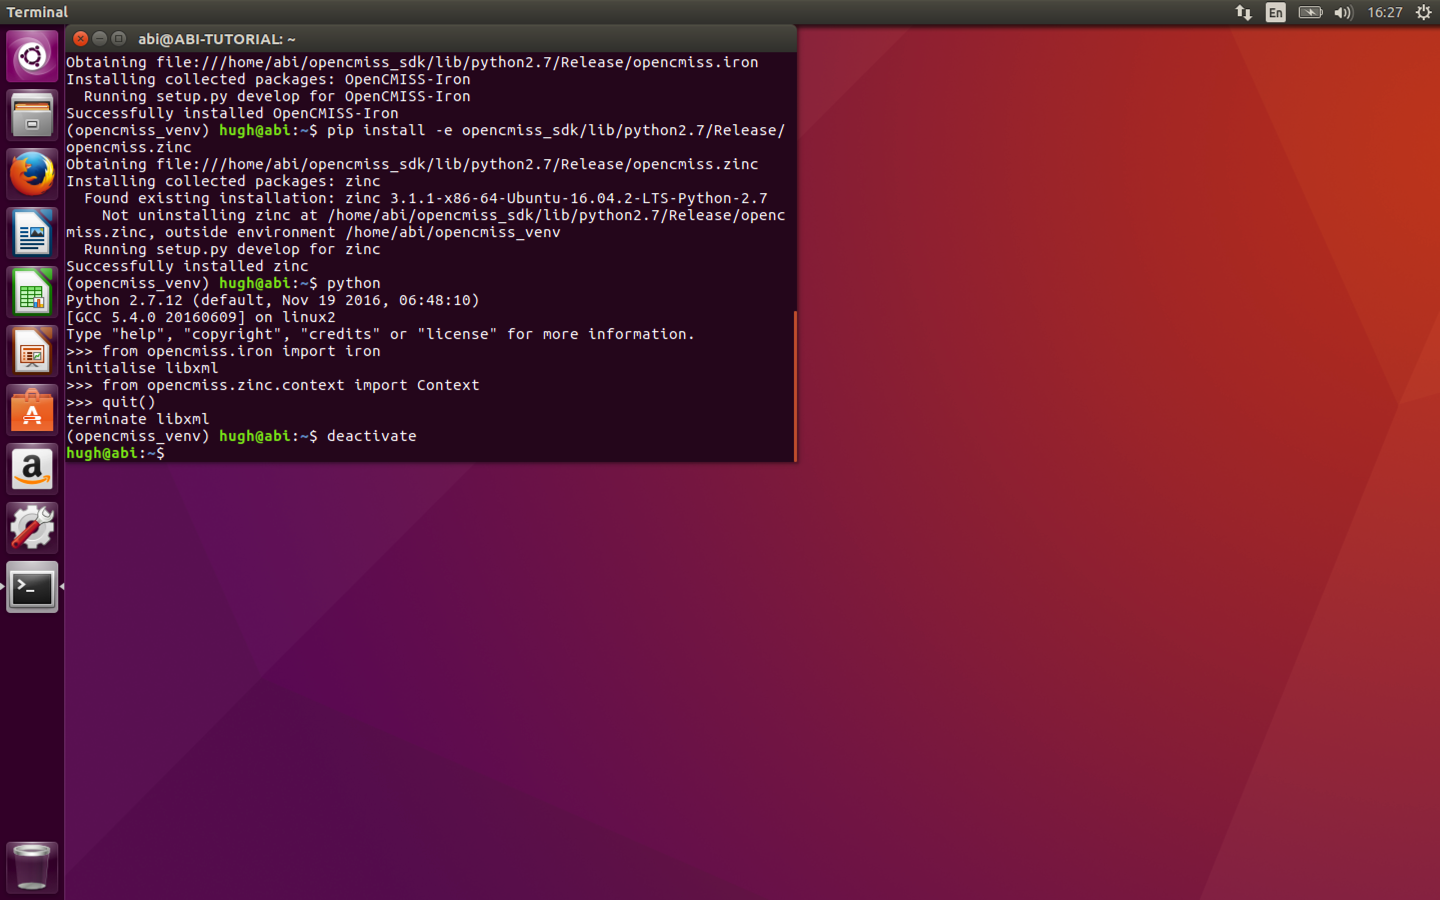 Terminal
En
16:27
abi@ABI-TUTORIAL: ~
Obtaining file:///home/abi/opencmiss_sdk/lib/python2.7/Release/opencmiss.iron
Installing collected packages: OpenCMISS-Iron
  Running setup.py develop for OpenCMISS-Iron
Successfully installed OpenCMISS-Iron
(opencmiss_venv) hugh@abi:~$ pip install -e opencmiss_sdk/lib/python2.7/Release/
opencmiss.zinc
Obtaining file:///home/abi/opencmiss_sdk/lib/python2.7/Release/opencmiss.zinc
Installing collected packages: zinc
  Found existing installation: zinc 3.1.1-x86-64-Ubuntu-16.04.2-LTS-Python-2.7
    Not uninstalling zinc at /home/abi/opencmiss_sdk/lib/python2.7/Release/openc
miss.zinc, outside environment /home/abi/opencmiss_venv
  Running setup.py develop for zinc
Successfully installed zinc
(opencmiss_venv) hugh@abi:~$ python
Python 2.7.12 (default, Nov 19 2016, 06:48:10)
[GCC 5.4.0 20160609] on linux2
Type "help", "copyright", "credits" or "license" for more information.
>>> from opencmiss.iron import iron
initialise libxml
>>> from opencmiss.zinc.context import Context
>>> quit()
terminate libxml
(opencmiss_venv) hugh@abi:~$ deactivate
hugh@abi:~$